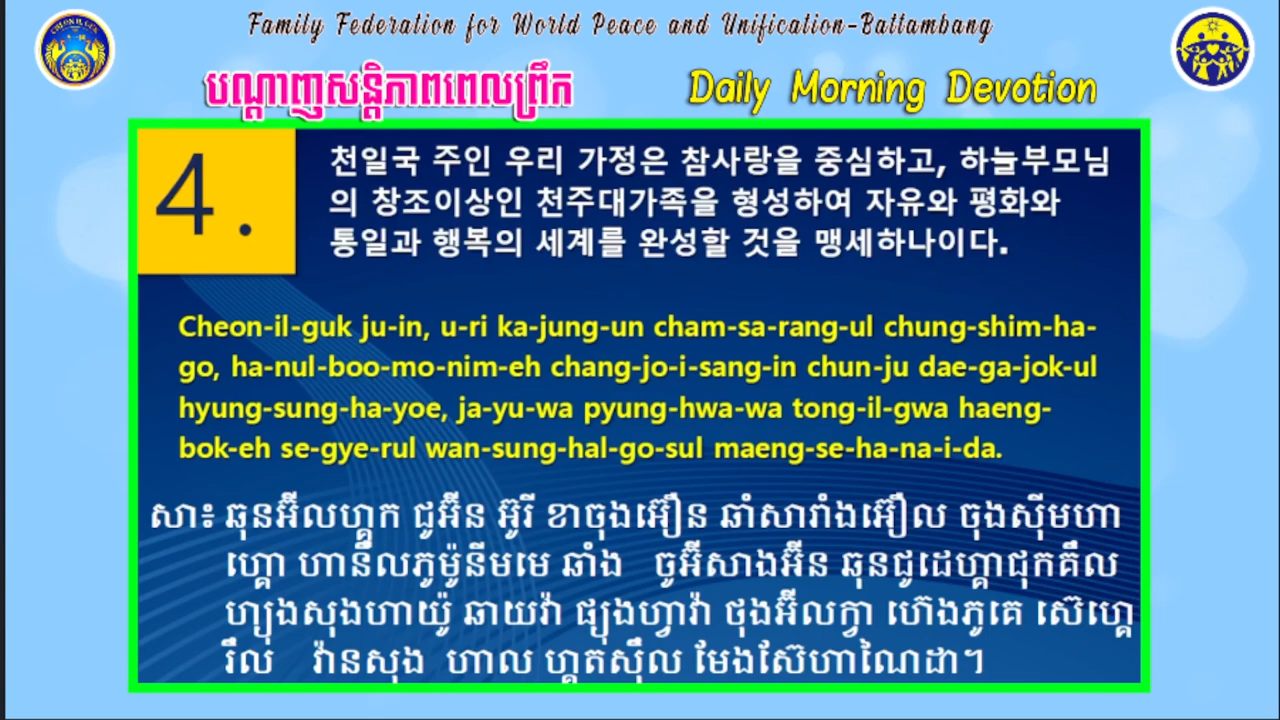 Family Federation for World Peace and Unification-Battambang
បណ្តាញសន្តិភាពពេលព្រឹក
Daily Morning Devotion
4.
천일국 주인 우리 가정은 참사랑을 중심하고, 하늘부모님
의 창조이상인 천주대가족을 형성하여 자유와 평화와
통일과 행복의 세계를 완성할 것을 맹세하나이다.
Cheon-il-guk ju-in, u-ri ka-jung-un cham-sa-rang-ul chung-shim-ha-
go, ha-nul-boo-mo-nim-eh chang-jo-i-sang-in chun-ju dae-ga-jok-ul
hyung-sung-ha-yoe, ja-yu-wa pyung-hwa-wa tong-il-gwa haeng-
bok-eh se-gye-rul wan-sung-hal-go-sul maeng-se-ha-na-i-da.
សា៖ ឆុនអ៊ីលហ្គួក ជូអ៊ីន អ៊ូរី ខាចុងអ៊ឿន ឆាំសារ៉ាំងអ៊ឿល ចុងស៊ីមហា
ហ្គោ ហានឹលភូម៉ូនីមមេ ឆាំង ចូអ៊ីសាងអ៊ីន ឆុនជូដេហ្គាជុកគឹល
ហ្យុងសុងហាយ៉ូ ឆាយវ៉ា ផ្យុងហ្វាវ៉ា ថុងអ៊ីលក្វា ហ៊េងភូគេ ស៊េហ្គេ
រឹល វ៉ានសុង ហាល ហ្គតស៊ឹល មែងស៊ែហាណៃដា។